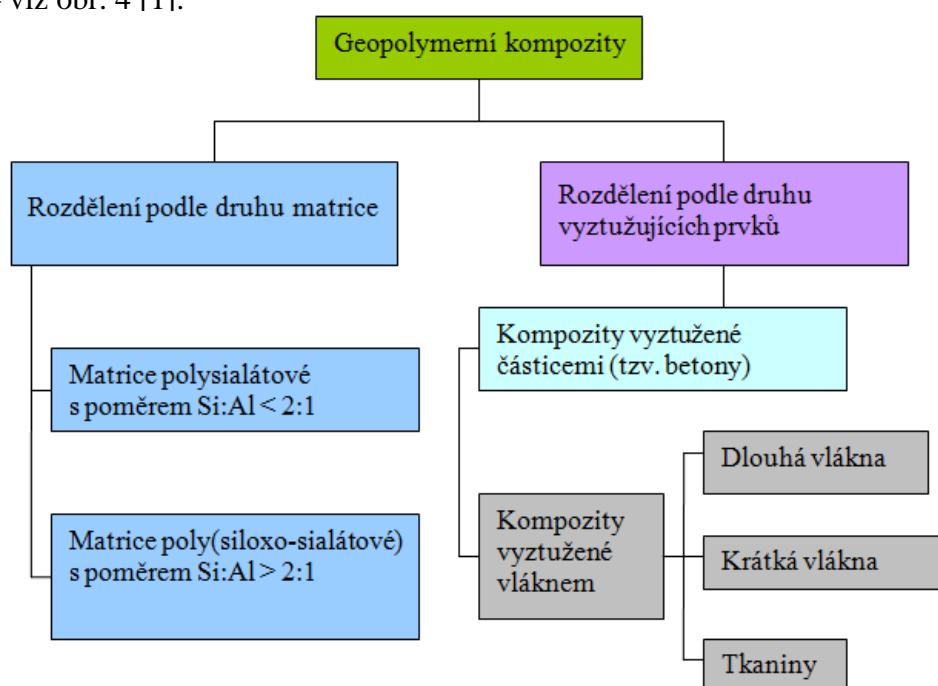 viz obr. 4 [1].
Geopolymerní kompozity
Rozdělení podle druhu matrice
Rozdělení podle druhu
vyztužujících prvků
Matrice polysialátové
s poměrem Si:Al < 2:1
Matrice poly(siloxo-sialátové)
s poměrem Si:Al > 2:1
Kompozity vyztužené
částicemi (tzv. betony)
Kompozity
vyztužené
vláknem
Dlouhá vlákna
Krátká vlákna
Tkaniny